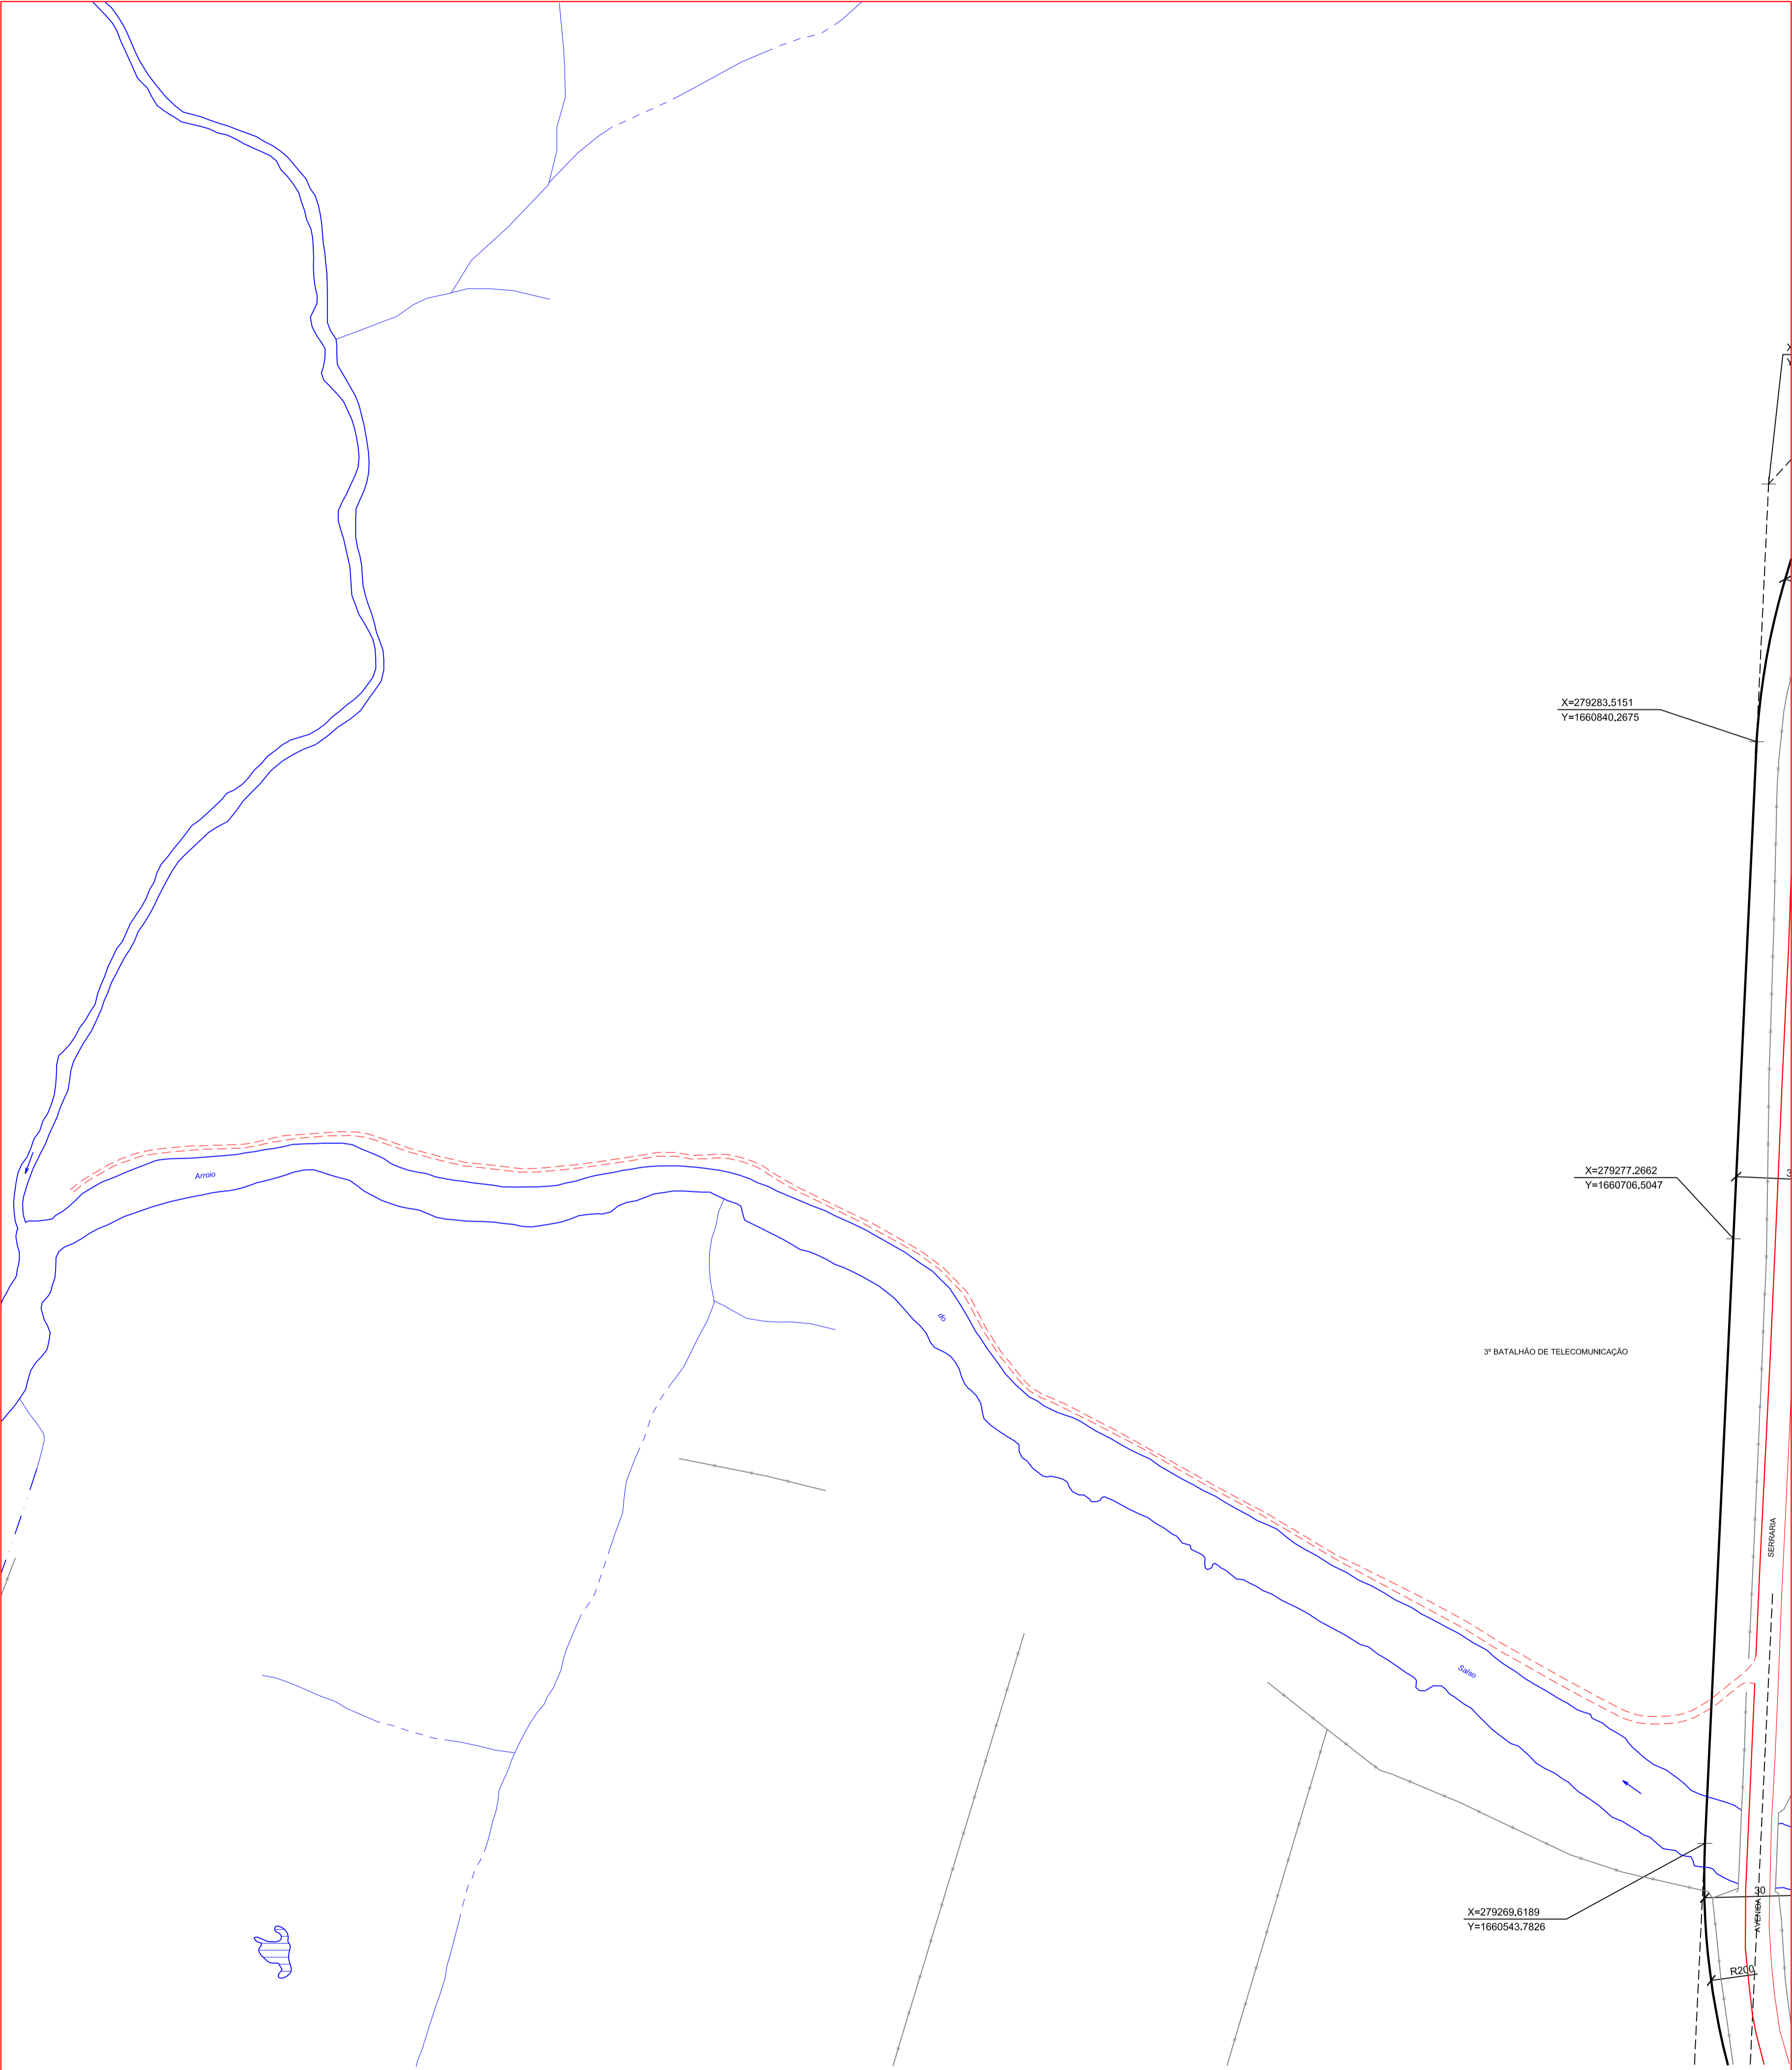 X
Y
X=279283,5151
Y=1660840,2675
X=279277,2662
Y=1660706,5047
3
Arroio
do
3º BATALHÃO DE TELECOMUNICAÇÃO
SERRARIA
Salso
30
AVENIDA
X=279269,6189
Y=1660543,7826
R200